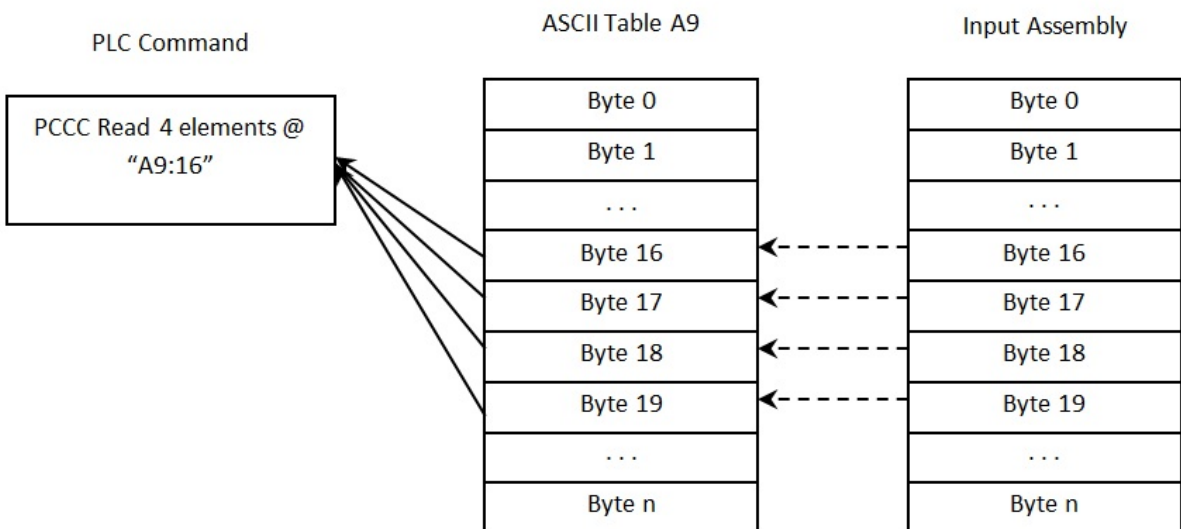 PLC Command
PCCC Read 4 elements @
“A9:16”
ASCII Table A9
Byte 0
Byte 1
. . .
Byte 16
Byte 17
Byte 18
Byte 19
. . .
Byte n
Input Assembly
Byte 0
Byte 1
. . .
Byte 16
Byte 17
Byte 18
Byte 19
. . .
Byte n